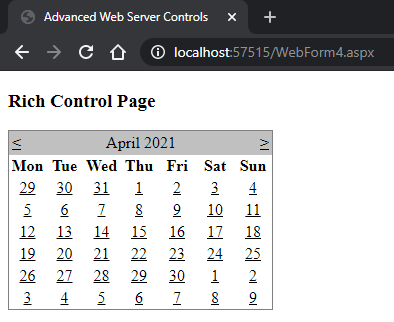 Advanced Web Server Controls
localhost:57515/WebForm4.aspx
Rich Control Page
< April 2021 >
Mon Tue Wed Thu Fri Sat Sun
29 30 31 1 2 3 4
5 6 7 8 9 10 11
12 13 14 15 16 17 18
19 20 21 22 23 24 25
26 27 28 29 30 1 2
3 4 5 6 7 8 9